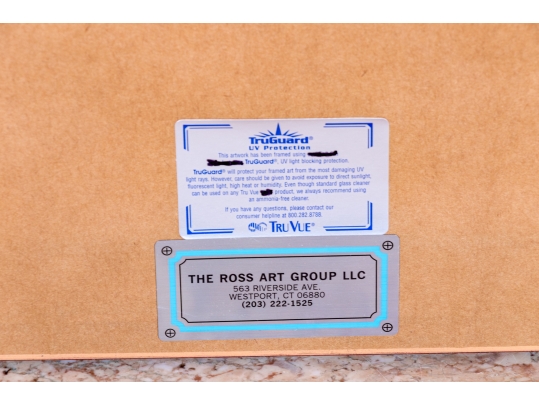 TruGuard®
UV Protection
This artwork has been framed using
TruGuard®. UV light blocking protection.
TruGuard® will protect your framed art from the most damaging UV
light rays. However, care should be given to avoid exposure to direct sunlight,
fluorescent light, high heat or humidity. Even though standard glass cleaner
can be used on any Tru Vue product, we always recommend using
an ammonia-free cleaner.
If you have any questions, please contact our
consumer helpline at 800.282.8788.
TRU VUE®
THE ROSS ART GROUP LLC
563 RIVERSIDE AVE.
WESTPORT, CT 06880
(203) 222-1525